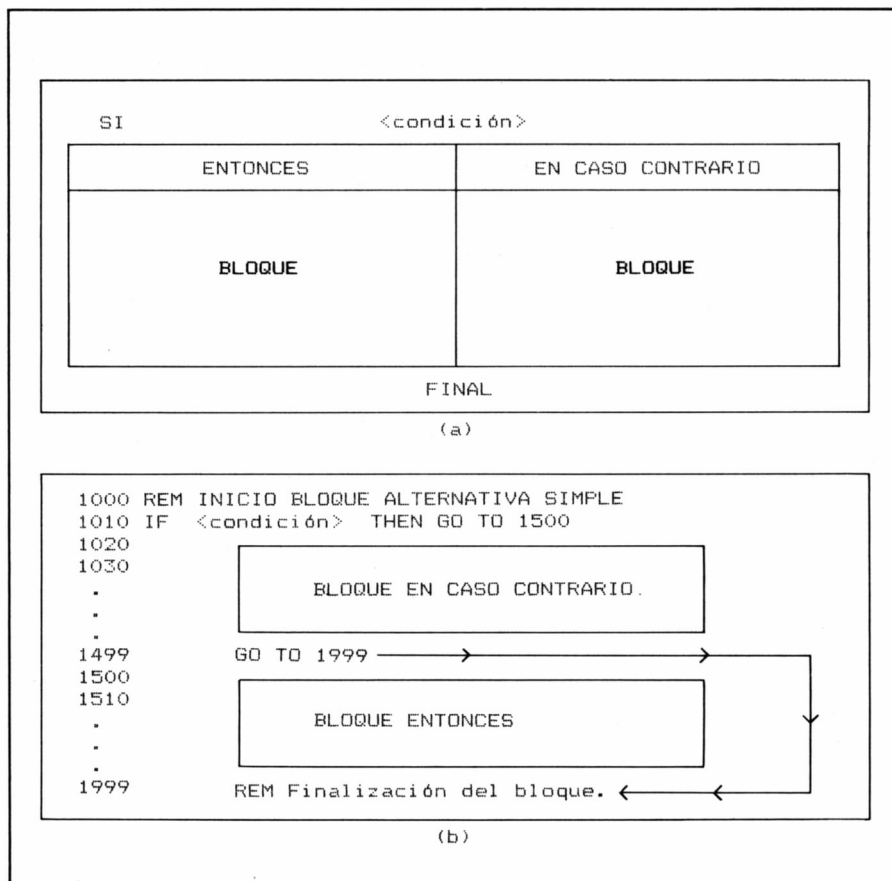 SI <condición>
ENTONCES EN CASO CONTRARIO
BLOQUE BLOQUE
FINAL
(a)
1000 REM INICIO BLOQUE ALTERNATIVA SIMPLE
1010 IF <condición> THEN GO TO 1500
1020
1030
BLOQUE EN CASO CONTRARIO.
.
.
.
1499 GO TO 1999
1500
1510
BLOQUE ENTONCES
.
.
.
1999 REM Finalización del bloque.
(b)